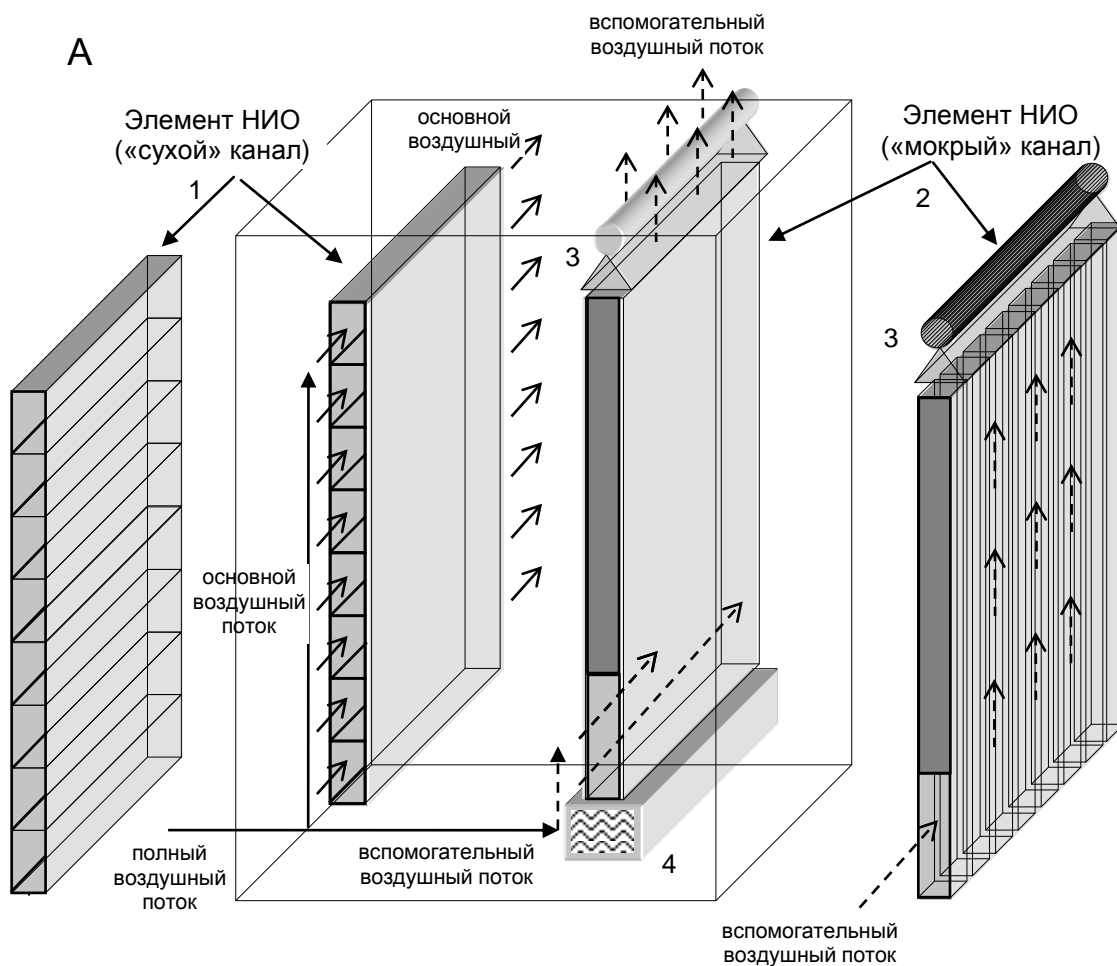 вспомогательный
воздушный поток
А
Элемент НИО
(«сухой» канал)
1
основной
воздушный
Элемент НИО
(«мокрый» канал)
2
3
3
основной
воздушный
поток
полный
воздушный
поток
вспомогательный
воздушный поток
4
вспомогательный
воздушный поток